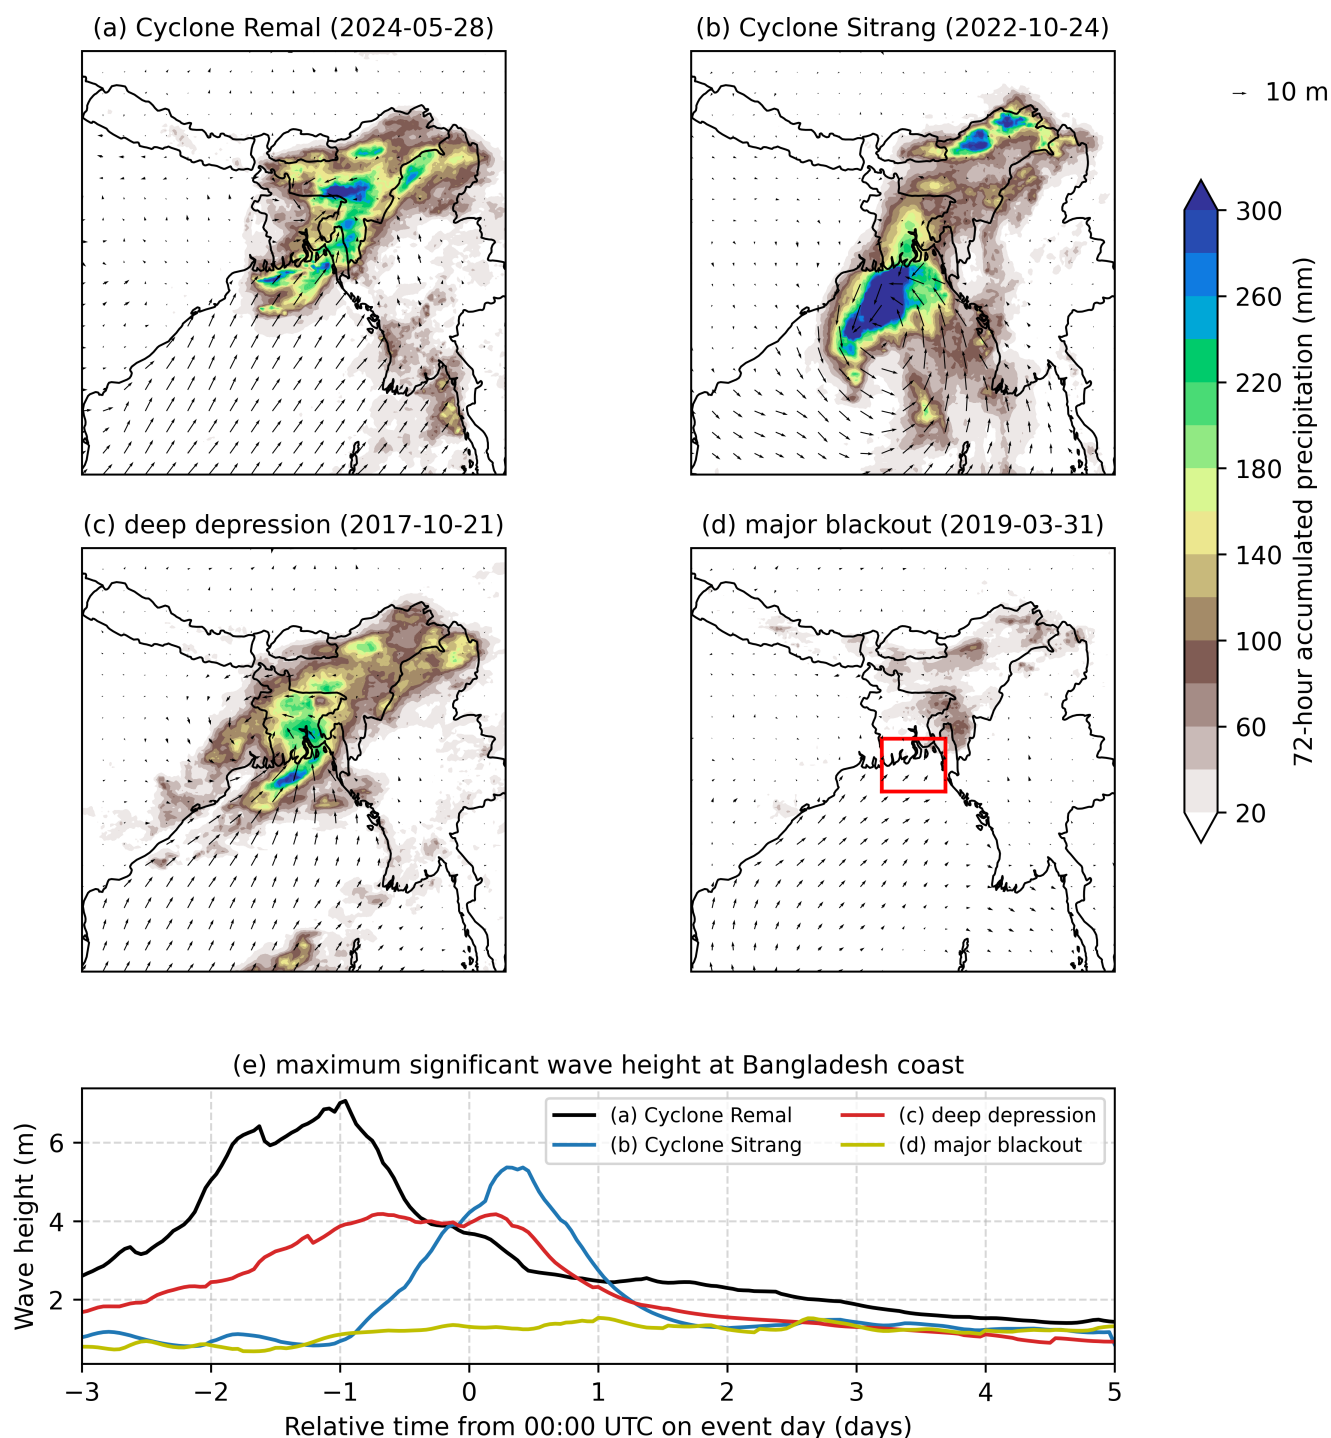 (a) Cyclone Remal (2024-05-28)
(b) Cyclone Sitrang (2022-10-24)
10 m
300
260
220
180
140
100
60
20
72-hour accumulated precipitation (mm)
(c) deep depression (2017-10-21)
(d) major blackout (2019-03-31)
(e) maximum significant wave height at Bangladesh coast
Wave height (m)
6
4
2
(a) Cyclone Remal
(b) Cyclone Sitrang
(c) deep depression
(d) major blackout
−3 −2 −1 0 1 2 3 4 5
Relative time from 00:00 UTC on event day (days)